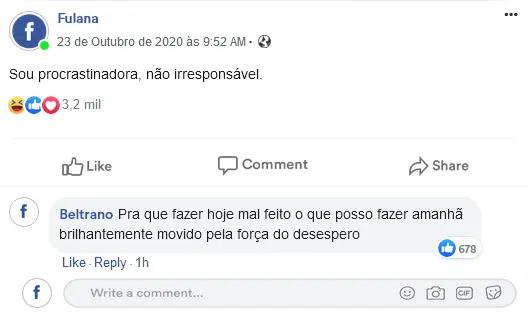 Fulana
23 de Outubro de 2020 às 9:52 AM ·
Sou procrastinadora, não irresponsável.
3,2 mil
Like Comment Share
Beltrano Pra que fazer hoje mal feito o que posso fazer amanhã
brilhantemente movido pela força do desespero
678
Like · Reply · 1h
Write a comment...
GIF